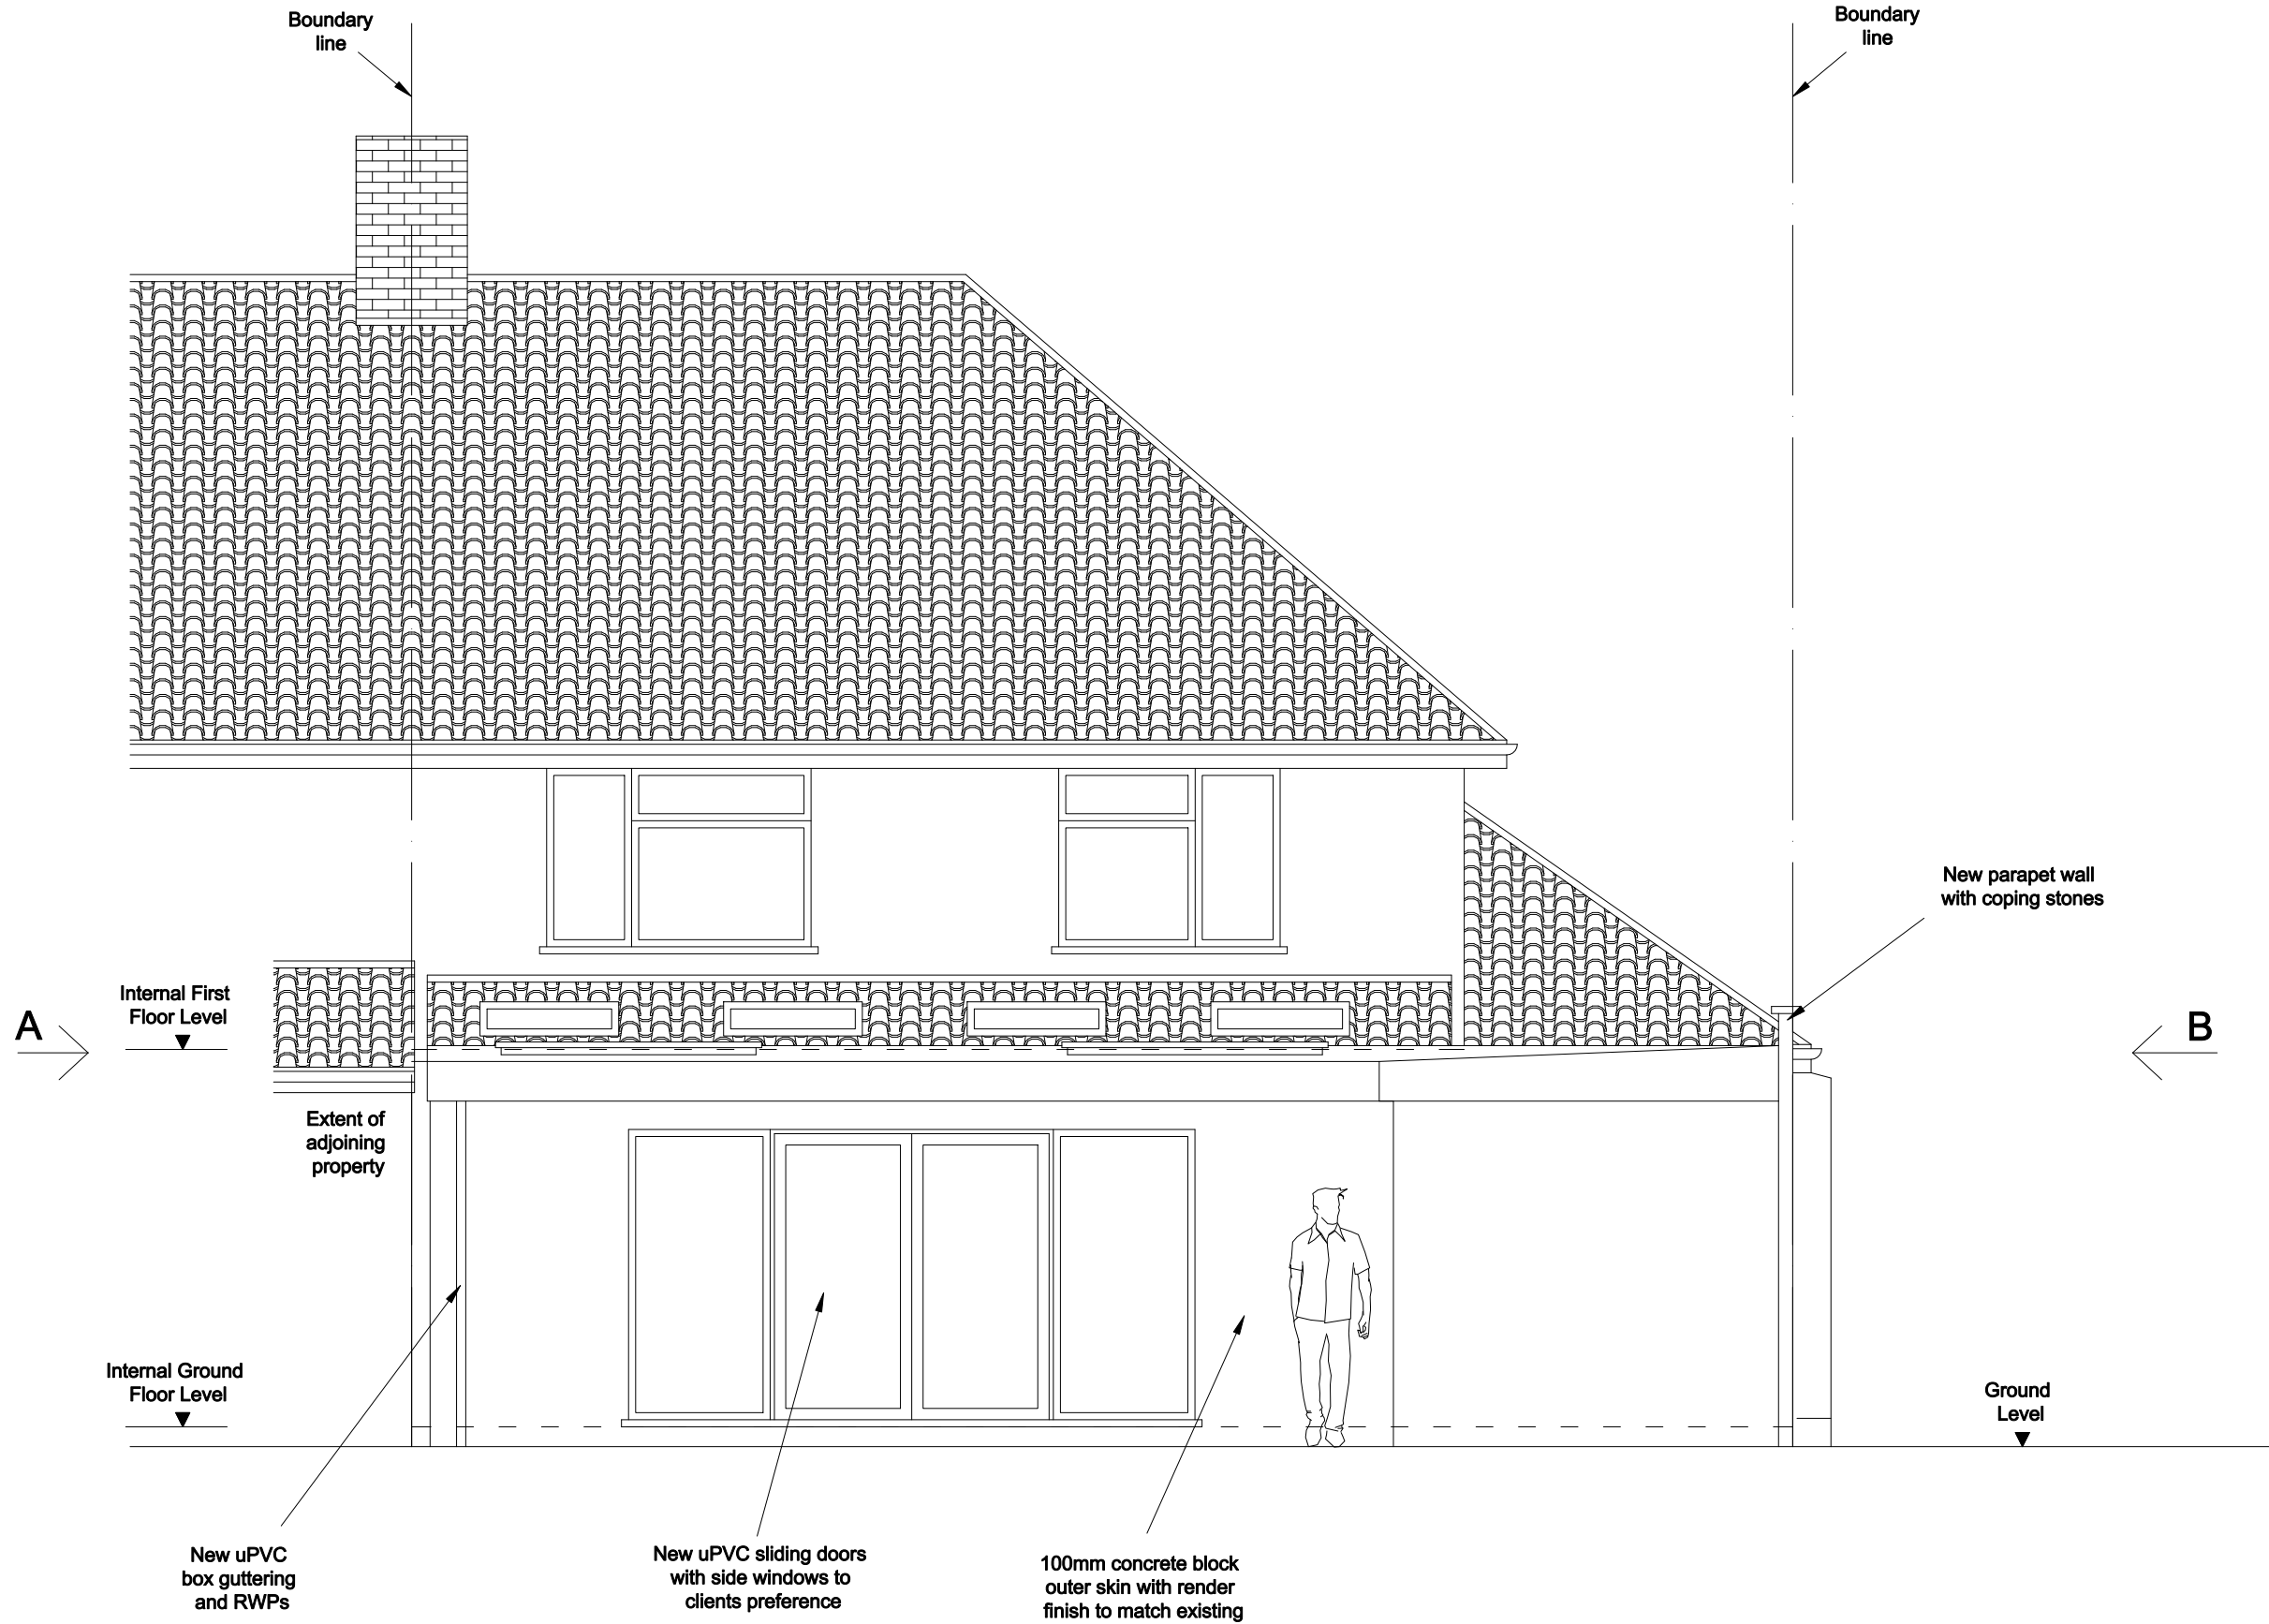 Boundary
line
Boundary
line
New parapet wall
with coping stones
Internal First
Floor Level
A
B
Extent of
adjoining
property
Internal Ground
Floor Level
Ground
Level
New uPVC
box guttering
and RWPs
New uPVC sliding doors
with side windows to
clients preference
100mm concrete block
outer skin with render
finish to match existing